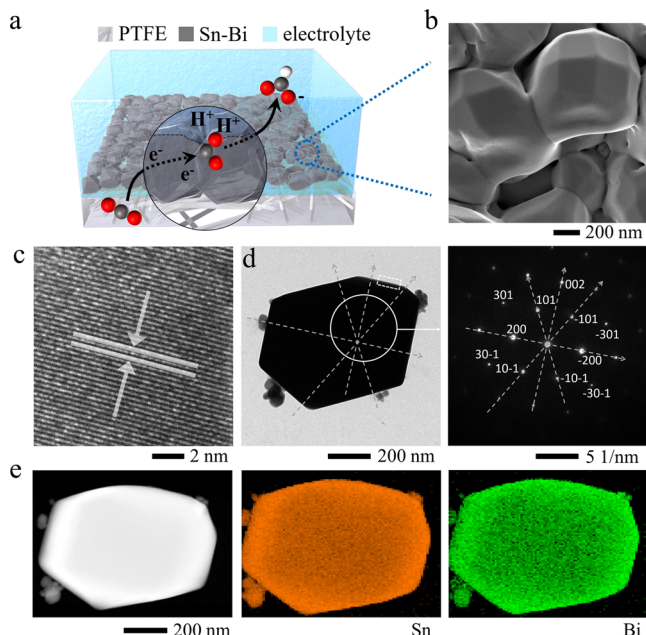 a
PTFE Sn-Bi electrolyte
H⁺
H⁺
e⁻
e⁻
-
b
200 nm
c
2 nm
d
200 nm
002
301
101
-101
-301
200
-200
30-1
10-1
-10-1
-30-1
5 1/nm
e
200 nm
Sn
Bi